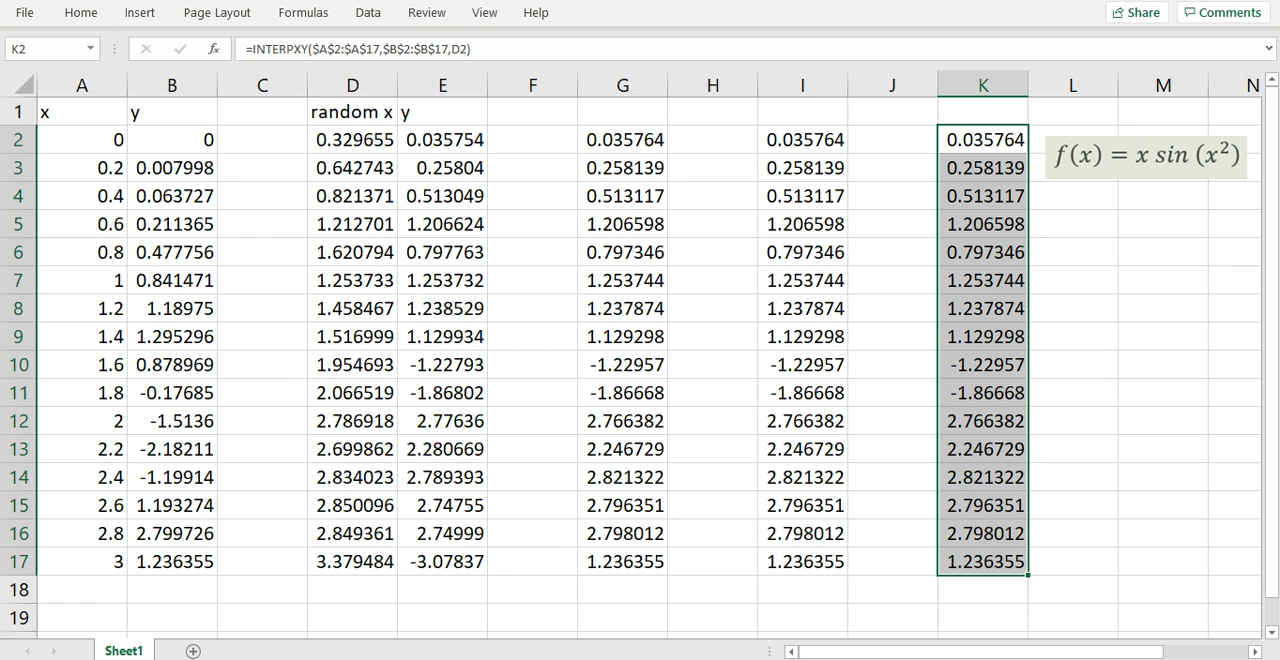 File Home Insert Page Layout Formulas Data Review View Help Share Comments
K2 fx =INTERPXY($A$2:$A$17,$B$2:$B$17,D2)
A B C D E F G H I J K L M N
1 x y random x y
2 0 0 0.329655 0.035754 0.035764 0.035764 0.035764 f(x) = x sin (x²)
3 0.2 0.007998 0.642743 0.25804 0.258139 0.258139 0.258139
4 0.4 0.063727 0.821371 0.513049 0.513117 0.513117 0.513117
5 0.6 0.211365 1.212701 1.206624 1.206598 1.206598 1.206598
6 0.8 0.477756 1.620794 0.797763 0.797346 0.797346 0.797346
7 1 0.841471 1.253733 1.253732 1.253744 1.253744 1.253744
8 1.2 1.18975 1.458467 1.238529 1.237874 1.237874 1.237874
9 1.4 1.295296 1.516999 1.129934 1.129298 1.129298 1.129298
10 1.6 0.878969 1.954693 -1.22793 -1.22957 -1.22957 -1.22957
11 1.8 -0.17685 2.066519 -1.86802 -1.86668 -1.86668 -1.86668
12 2 -1.5136 2.786918 2.77636 2.766382 2.766382 2.766382
13 2.2 -2.18211 2.699862 2.280669 2.246729 2.246729 2.246729
14 2.4 -1.19914 2.834023 2.789393 2.821322 2.821322 2.821322
15 2.6 1.193274 2.850096 2.74755 2.796351 2.796351 2.796351
16 2.8 2.799726 2.849361 2.74999 2.798012 2.798012 2.798012
17 3 1.236355 3.379484 -3.07837 1.236355 1.236355 1.236355
18
19
Sheet1